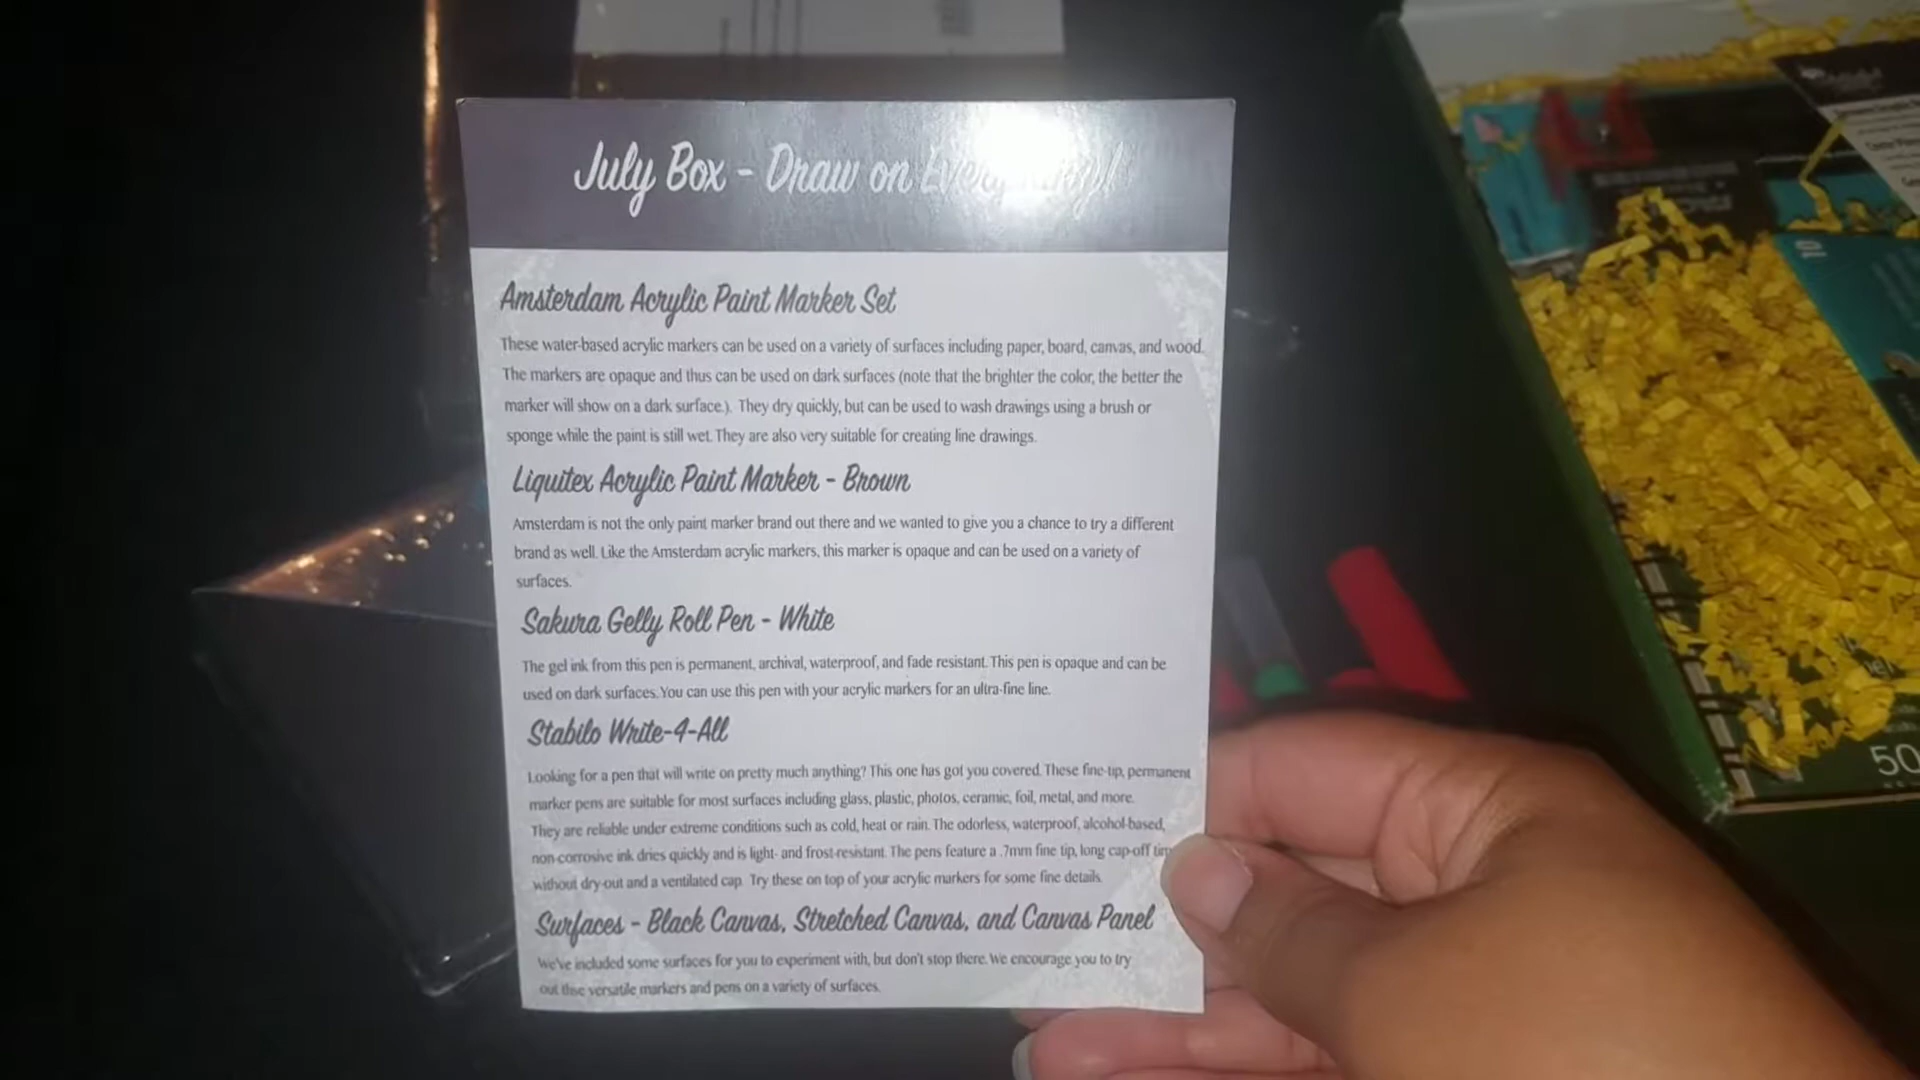 July Box - Draw on Everything!
Amsterdam Acrylic Paint Marker Set
These water-based acrylic markers can be used on a variety of surfaces including paper, board, canvas, and wood.
The markers are opaque and thus can be used on dark surfaces (note that the brighter the color, the better the
marker will show on a dark surface.). They dry quickly, but can be used to wash drawings using a brush or
sponge while the paint is still wet. They are also very suitable for creating line drawings.
Liquitex Acrylic Paint Marker - Brown
Amsterdam is not the only paint marker brand out there and we wanted to give you a chance to try a different
brand as well. Like the Amsterdam acrylic markers, this marker is opaque and can be used on a variety of
surfaces.
Sakura Gelly Roll Pen - White
The gel ink from this pen is permanent, archival, waterproof, and fade resistant. This pen is opaque and can be
used on dark surfaces. You can use this pen with your acrylic markers for an ultra-fine line.
Stabilo Write-4-All
Looking for a pen that will write on pretty much anything? This one has got you covered. These fine-tip, permanent
marker pens are suitable for most surfaces including glass, plastic, photos, ceramic, foil, metal, and more.
They are reliable under extreme conditions such as cold, heat or rain. The odorless, waterproof, alcohol-based,
non-corrosive ink dries quickly and is light- and frost-resistant. The pens feature a .7mm fine tip, long cap-off
without dry-out and a ventilated cap. Try these on top of your acrylic markers for some fine details.
Surfaces - Black Canvas, Stretched Canvas, and Canvas Panel
We've included some surfaces for you to experiment with, but don't stop there. We encourage you to try
out thse versatile markers and pens on a variety of surfaces.
50